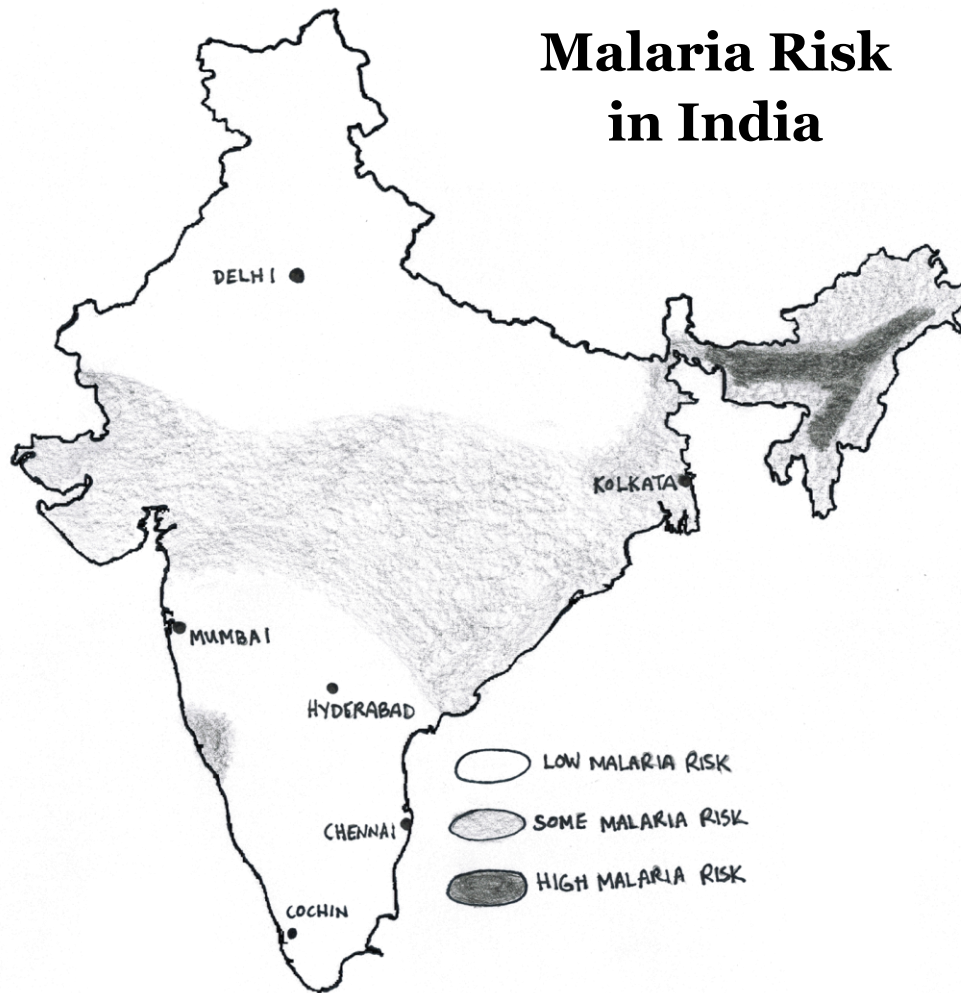 Malaria Risk
in India
DELHI
KOLKATA
MUMBAI
HYDERABAD
LOW MALARIA RISK
SOME MALARIA RISK
CHENNAI
HIGH MALARIA RISK
COCHIN